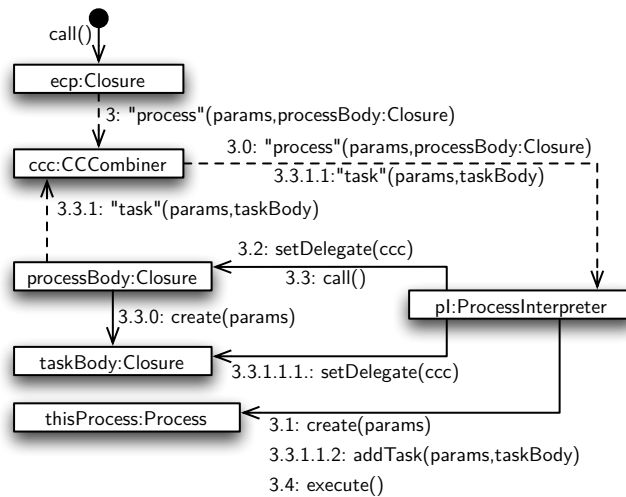 call()
ecp:Closure
3: "process"(params,processBody:Closure)
3.0: "process"(params,processBody:Closure)
ccc:CCCombiner
3.3.1.1:"task"(params,taskBody)
3.3.1: "task"(params,taskBody)
3.2: setDelegate(ccc)
processBody:Closure
3.3: call()
pI:ProcessInterpreter
3.3.0: create(params)
taskBody:Closure
3.3.1.1.1.: setDelegate(ccc)
thisProcess:Process
3.1: create(params)
3.3.1.1.2: addTask(params,taskBody)
3.4: execute()